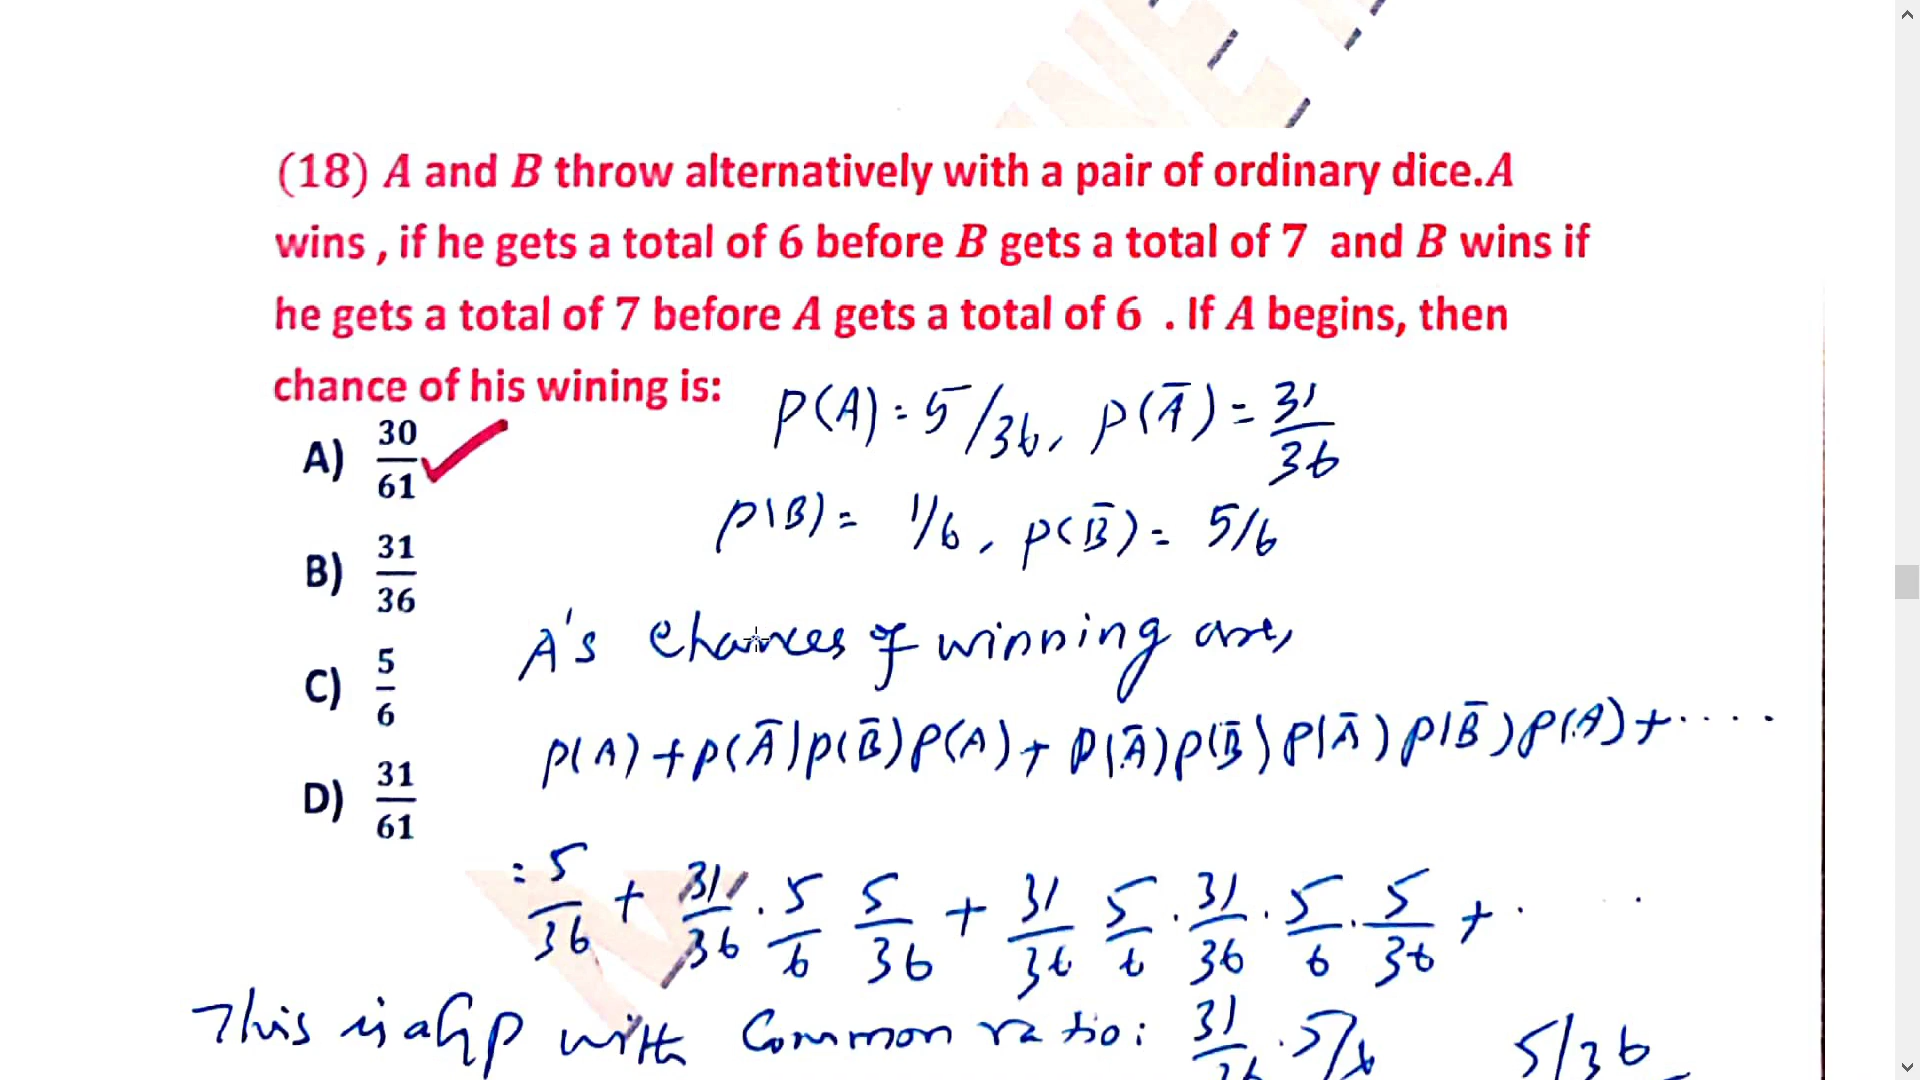 (18) A and B throw alternatively with a pair of ordinary dice.A
wins , if he gets a total of 6 before B gets a total of 7 and B wins if
he gets a total of 7 before A gets a total of 6 . If A begins, then
chance of his wining is:
P(A) = 5/36, P(Ā) = 31/36
A) 30/61
P(B) = 1/6, P(B̄) = 5/6
B) 31/36
A's chances of winning are,
C) 5/6
P(A) + P(Ā)P(B̄)P(A) + P(Ā)P(B̄)P(Ā)P(B̄)P(A) + ....
D) 31/61
= 5/36 + 31/36 . 5/6 5/36 + 31/36 5/6 . 31/36 . 5/6 . 5/36 + . . .
This is a GP with Common ratio: 31/36 . 5/6 5/36